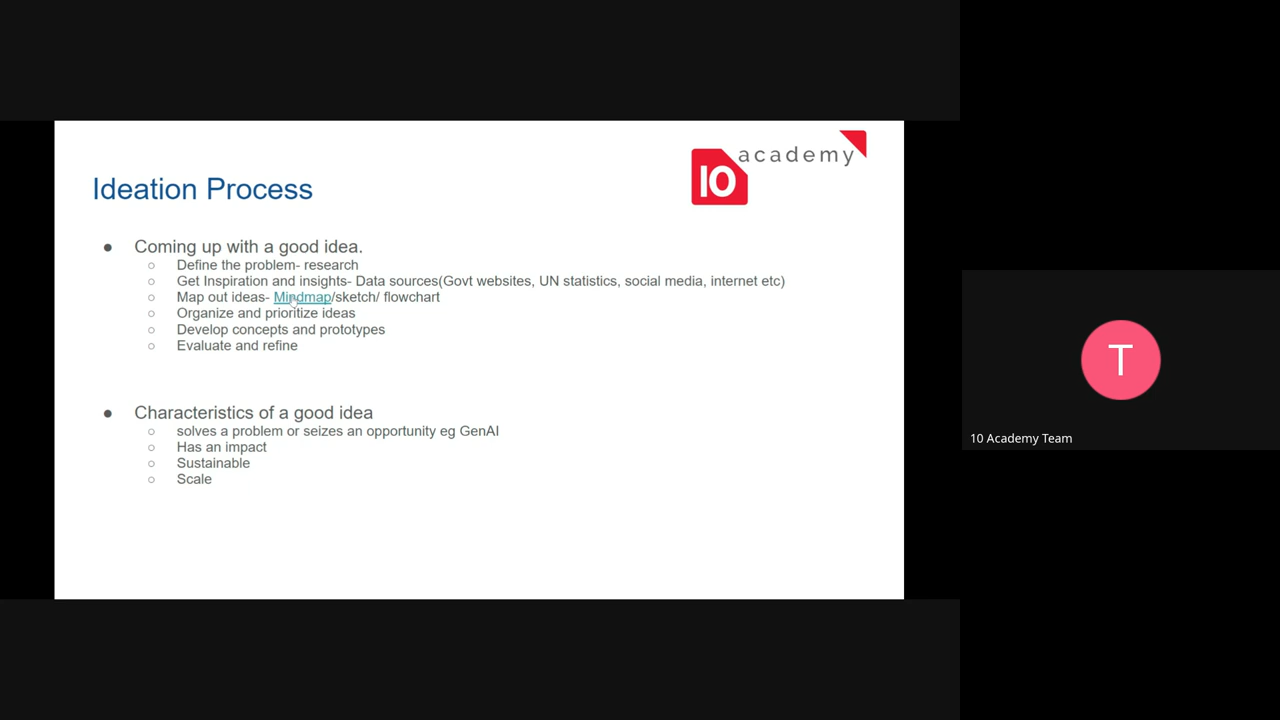 academy
10
Ideation Process
● Coming up with a good idea.
○ Define the problem- research
○ Get Inspiration and insights- Data sources(Govt websites, UN statistics, social media, internet etc)
○ Map out ideas- Mindmap/sketch/ flowchart
○ Organize and prioritize ideas
○ Develop concepts and prototypes
○ Evaluate and refine
● Characteristics of a good idea
○ solves a problem or seizes an opportunity eg GenAI
○ Has an impact
○ Sustainable
○ Scale
T
10 Academy Team